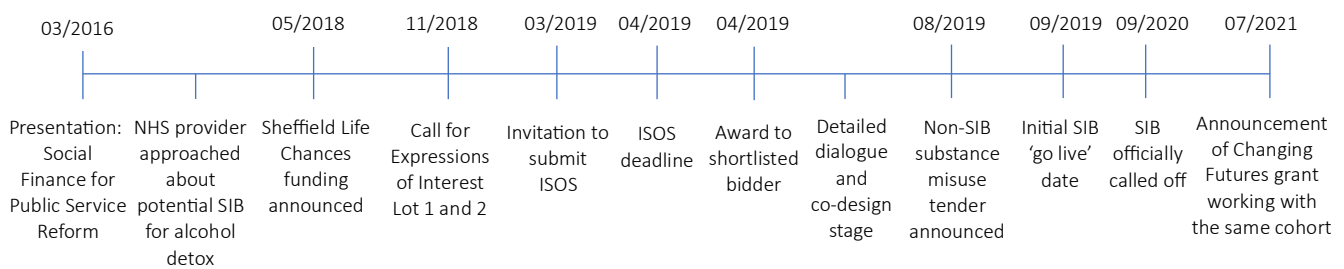 03/2016
05/2018
11/2018
03/2019
04/2019
04/2019
08/2019
09/2019
09/2020
07/2021
Presentation:
Social
Finance for
Public Service
Reform
NHS provider
approached
about
potential SIB
for alcohol
detox
Sheffield Life
Chances
funding
announced
Call for
Expressions
of Interest
Lot 1 and 2
Invitation to
submit
ISOS
ISOS
deadline
Award to
shortlisted
bidder
Detailed
dialogue
and
co-design
stage
Non-SIB
substance
misuse
tender
announced
Initial SIB
‘go live’
date
SIB
officially
called off
Announcement
of Changing
Futures grant
working with
the same cohort